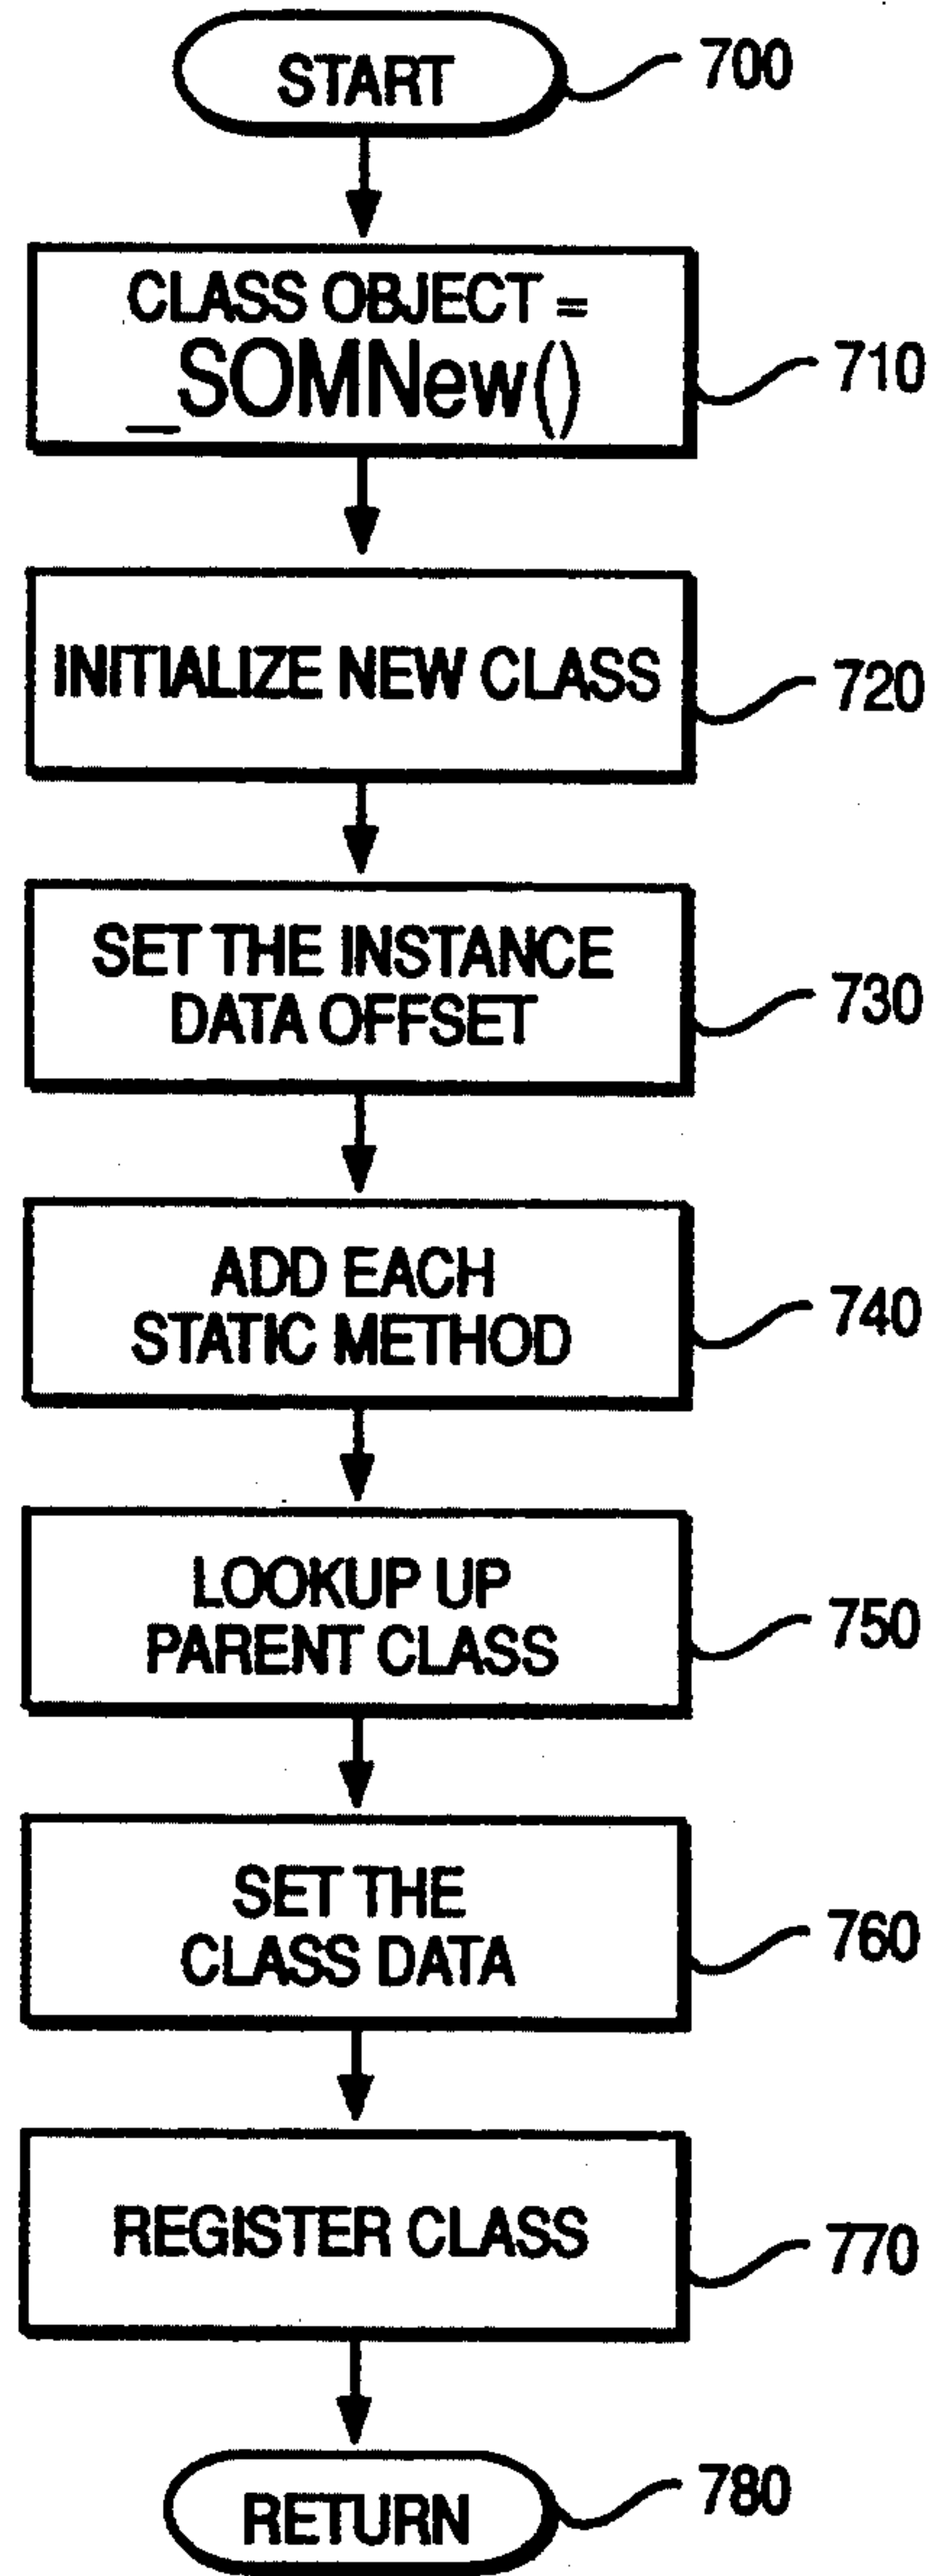 START
700
CLASS OBJECT =
_SOMNew()
710
INITIALIZE NEW CLASS
720
SET THE INSTANCE
DATA OFFSET
730
ADD EACH
STATIC METHOD
740
LOOKUP UP
PARENT CLASS
750
SET THE
CLASS DATA
760
REGISTER CLASS
770
RETURN
780